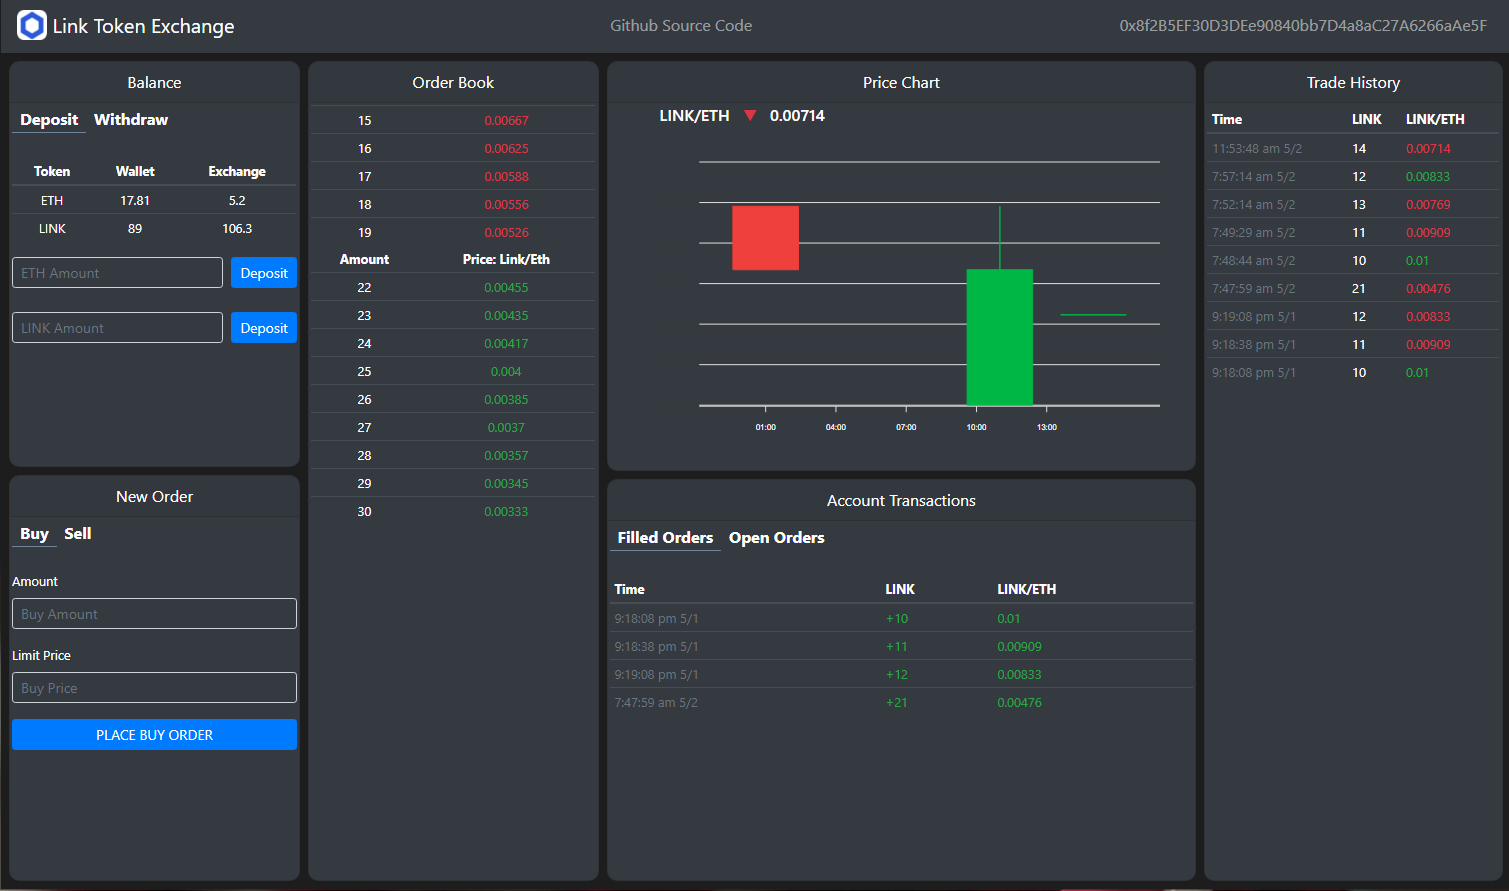 Link Token Exchange
Github Source Code
0x8f2B5EF30D3DEe90840bb7D4a8aC27A6266aAe5F
Balance
Deposit Withdraw
Token Wallet Exchange
ETH 17.81 5.2
LINK 89 106.3
ETH Amount Deposit
LINK Amount Deposit
New Order
Buy Sell
Amount
Buy Amount
Limit Price
Buy Price
PLACE BUY ORDER
Order Book
15 0.00667
16 0.00625
17 0.00588
18 0.00556
19 0.00526
Amount Price: Link/Eth
22 0.00455
23 0.00435
24 0.00417
25 0.004
26 0.00385
27 0.0037
28 0.00357
29 0.00345
30 0.00333
Price Chart
LINK/ETH ▼ 0.00714
01:00 04:00 07:00 10:00 13:00
Account Transactions
Filled Orders Open Orders
Time LINK LINK/ETH
9:18:08 pm 5/1 +10 0.01
9:18:38 pm 5/1 +11 0.00909
9:19:08 pm 5/1 +12 0.00833
7:47:59 am 5/2 +21 0.00476
Trade History
Time LINK LINK/ETH
11:53:48 am 5/2 14 0.00714
7:57:14 am 5/2 12 0.00833
7:52:14 am 5/2 13 0.00769
7:49:29 am 5/2 11 0.00909
7:48:44 am 5/2 10 0.01
7:47:59 am 5/2 21 0.00476
9:19:08 pm 5/1 12 0.00833
9:18:38 pm 5/1 11 0.00909
9:18:08 pm 5/1 10 0.01